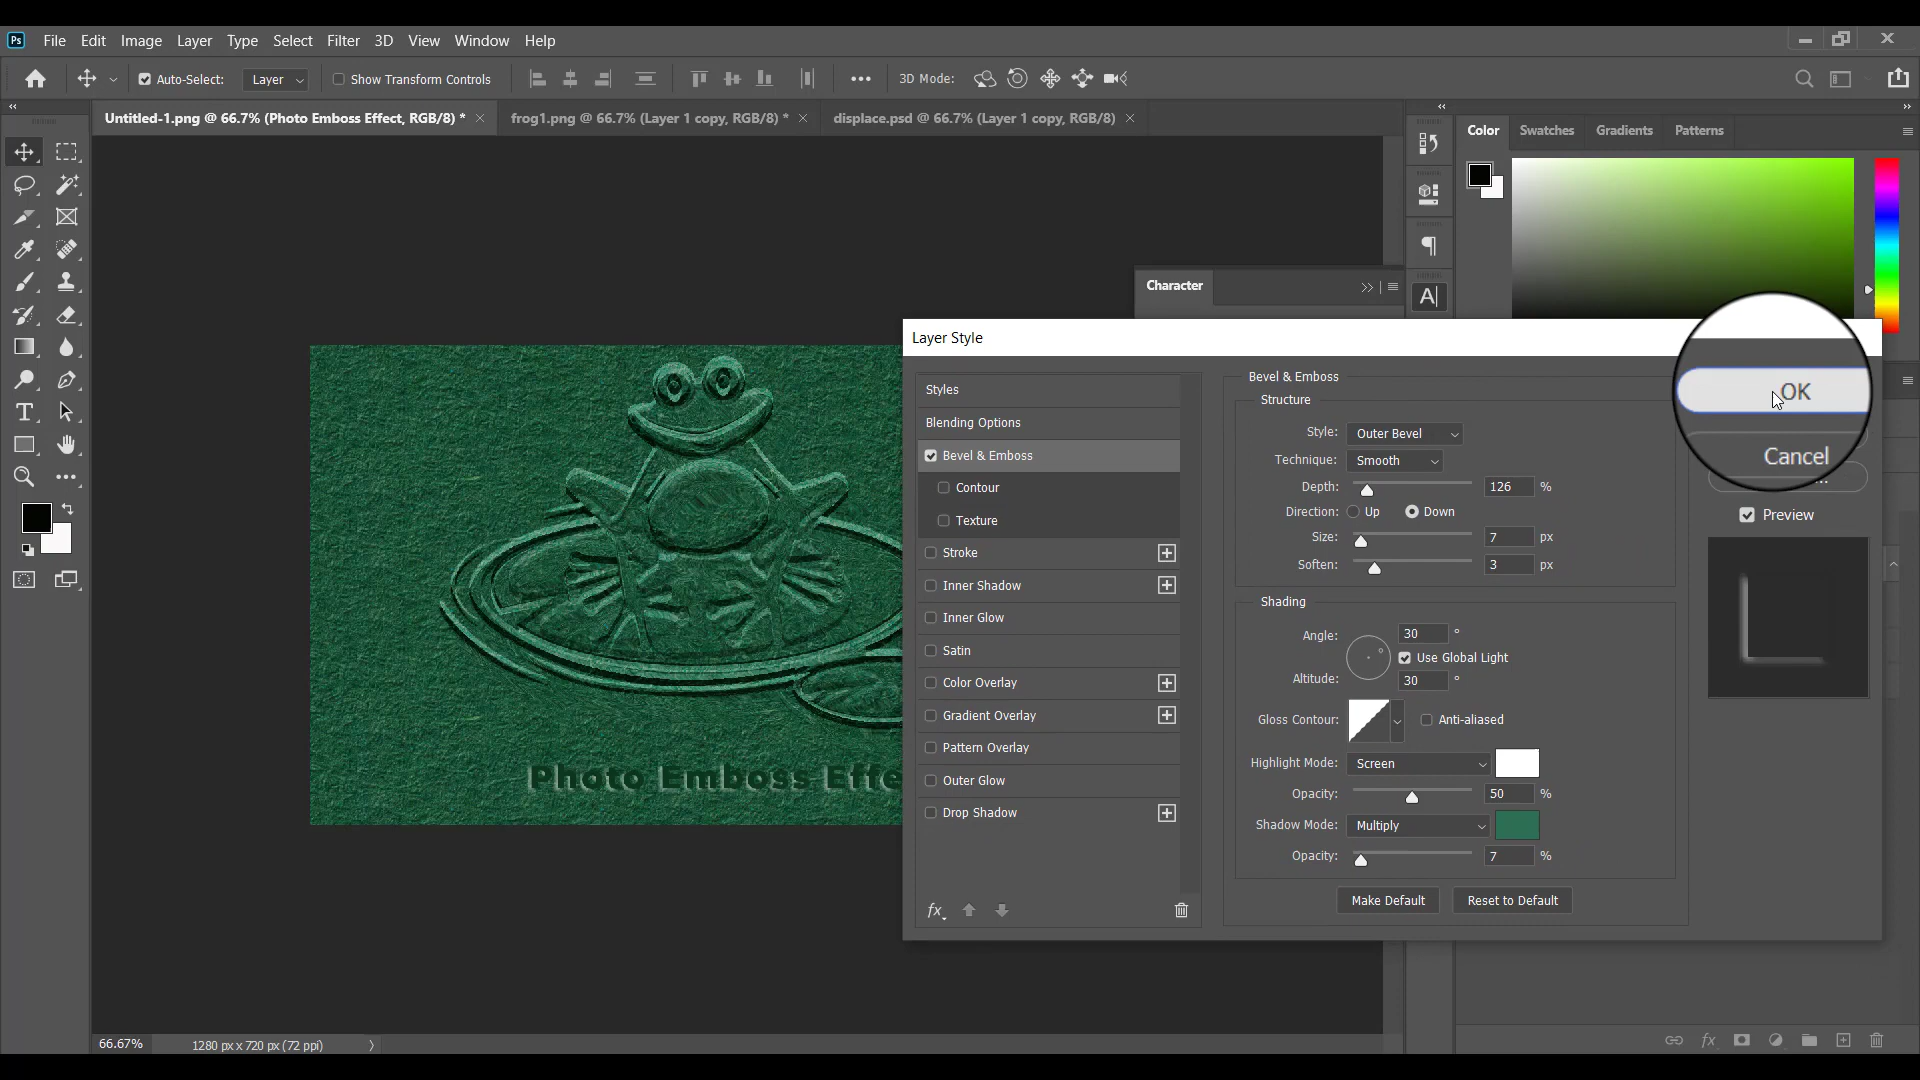 Ps File Edit Image Layer Type Select Filter 3D View Window Help
Auto-Select: Layer Show Transform Controls 3D Mode:
Untitled-1.png @ 66.7% (Photo Emboss Effect, RGB/8) * frog1.png @ 66.7% (Layer 1 copy, RGB/8) * displace.psd @ 66.7% (Layer 1 copy, RGB/8)
Color Swatches Gradients Patterns
Character
Layer Style
Styles
Blending Options
Bevel & Emboss
Contour
Texture
Stroke
Inner Shadow
Inner Glow
Satin
Color Overlay
Gradient Overlay
Pattern Overlay
Outer Glow
Drop Shadow
fx
Bevel & Emboss
Structure
Style: Outer Bevel
Technique: Smooth
Depth: 126 %
Direction: Up Down
Size: 7 px
Soften: 3 px
Shading
Angle: 30 °
Use Global Light
Altitude: 30 °
Gloss Contour: Anti-aliased
Highlight Mode: Screen
Opacity: 50 %
Shadow Mode: Multiply
Opacity: 7 %
Make Default Reset to Default
OK
Cancel
Preview
Photo Emboss Effe
66.67% 1280 px x 720 px (72 ppi)
fx